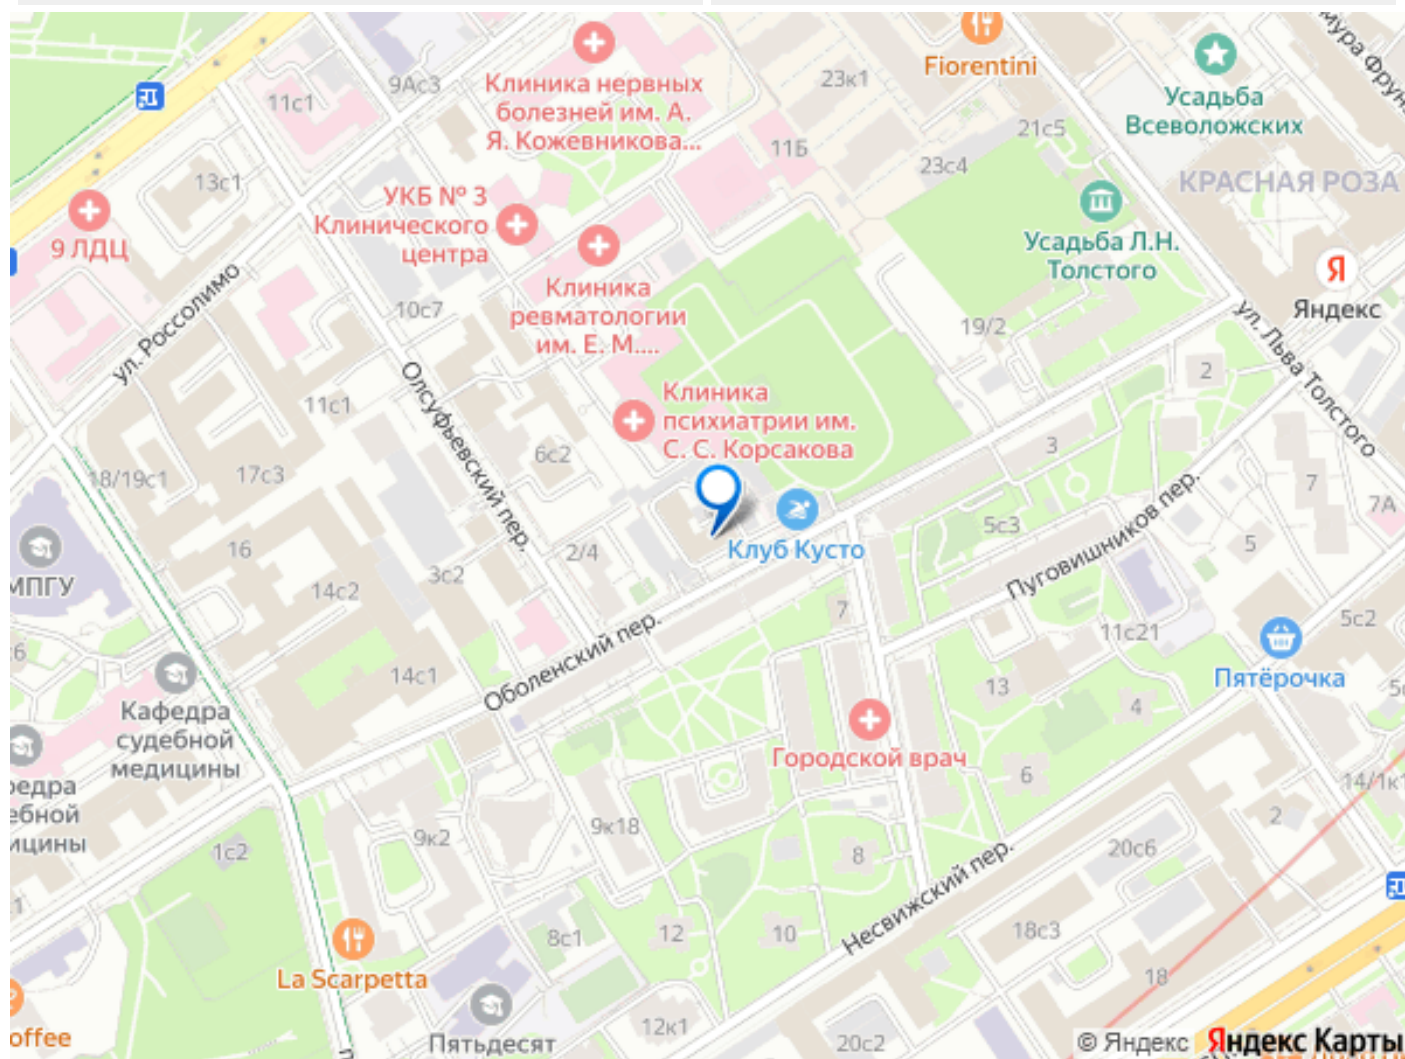 Fiorentini
9Ас3
11с1
Клиника нервных
болезней им. А.
Я. Кожевникова...
23к1
Усадьба
Всеволожских
21с5
11Б
23с4
13с1
КРАСНАЯ РОЗА
УКБ № 3
Клинического
центра
9 ЛДЦ
Усадьба Л.Н.
Толстого
ул. Россолимо
Клиника
ревматологии
им. Е. М....
10с7
19/2
Яндекс
ул. Льва Толстого
Олсуфьевский пер.
11с1
2
Клиника
психиатрии им.
С. С. Корсакова
6с2
3
18/19с1
17с3
7
7А
Клуб Кусто
5с3
5
Пуговишников пер.
16
2/4
МПГУ
3с2
14с2
7
5с2
11с21
Пятёрочка
Оболенский пер.
14с1
13
4
Кафедра
судебной
медицины
Городской врач
6
14/1к1
2
9к18
9к2
1с2
8
20с6
Несвижский пер.
12
10
8с1
18с3
La Scarpetta
18
12к1
20с2
Пятьдесят
offee
© Яндекс Яндекс Карты